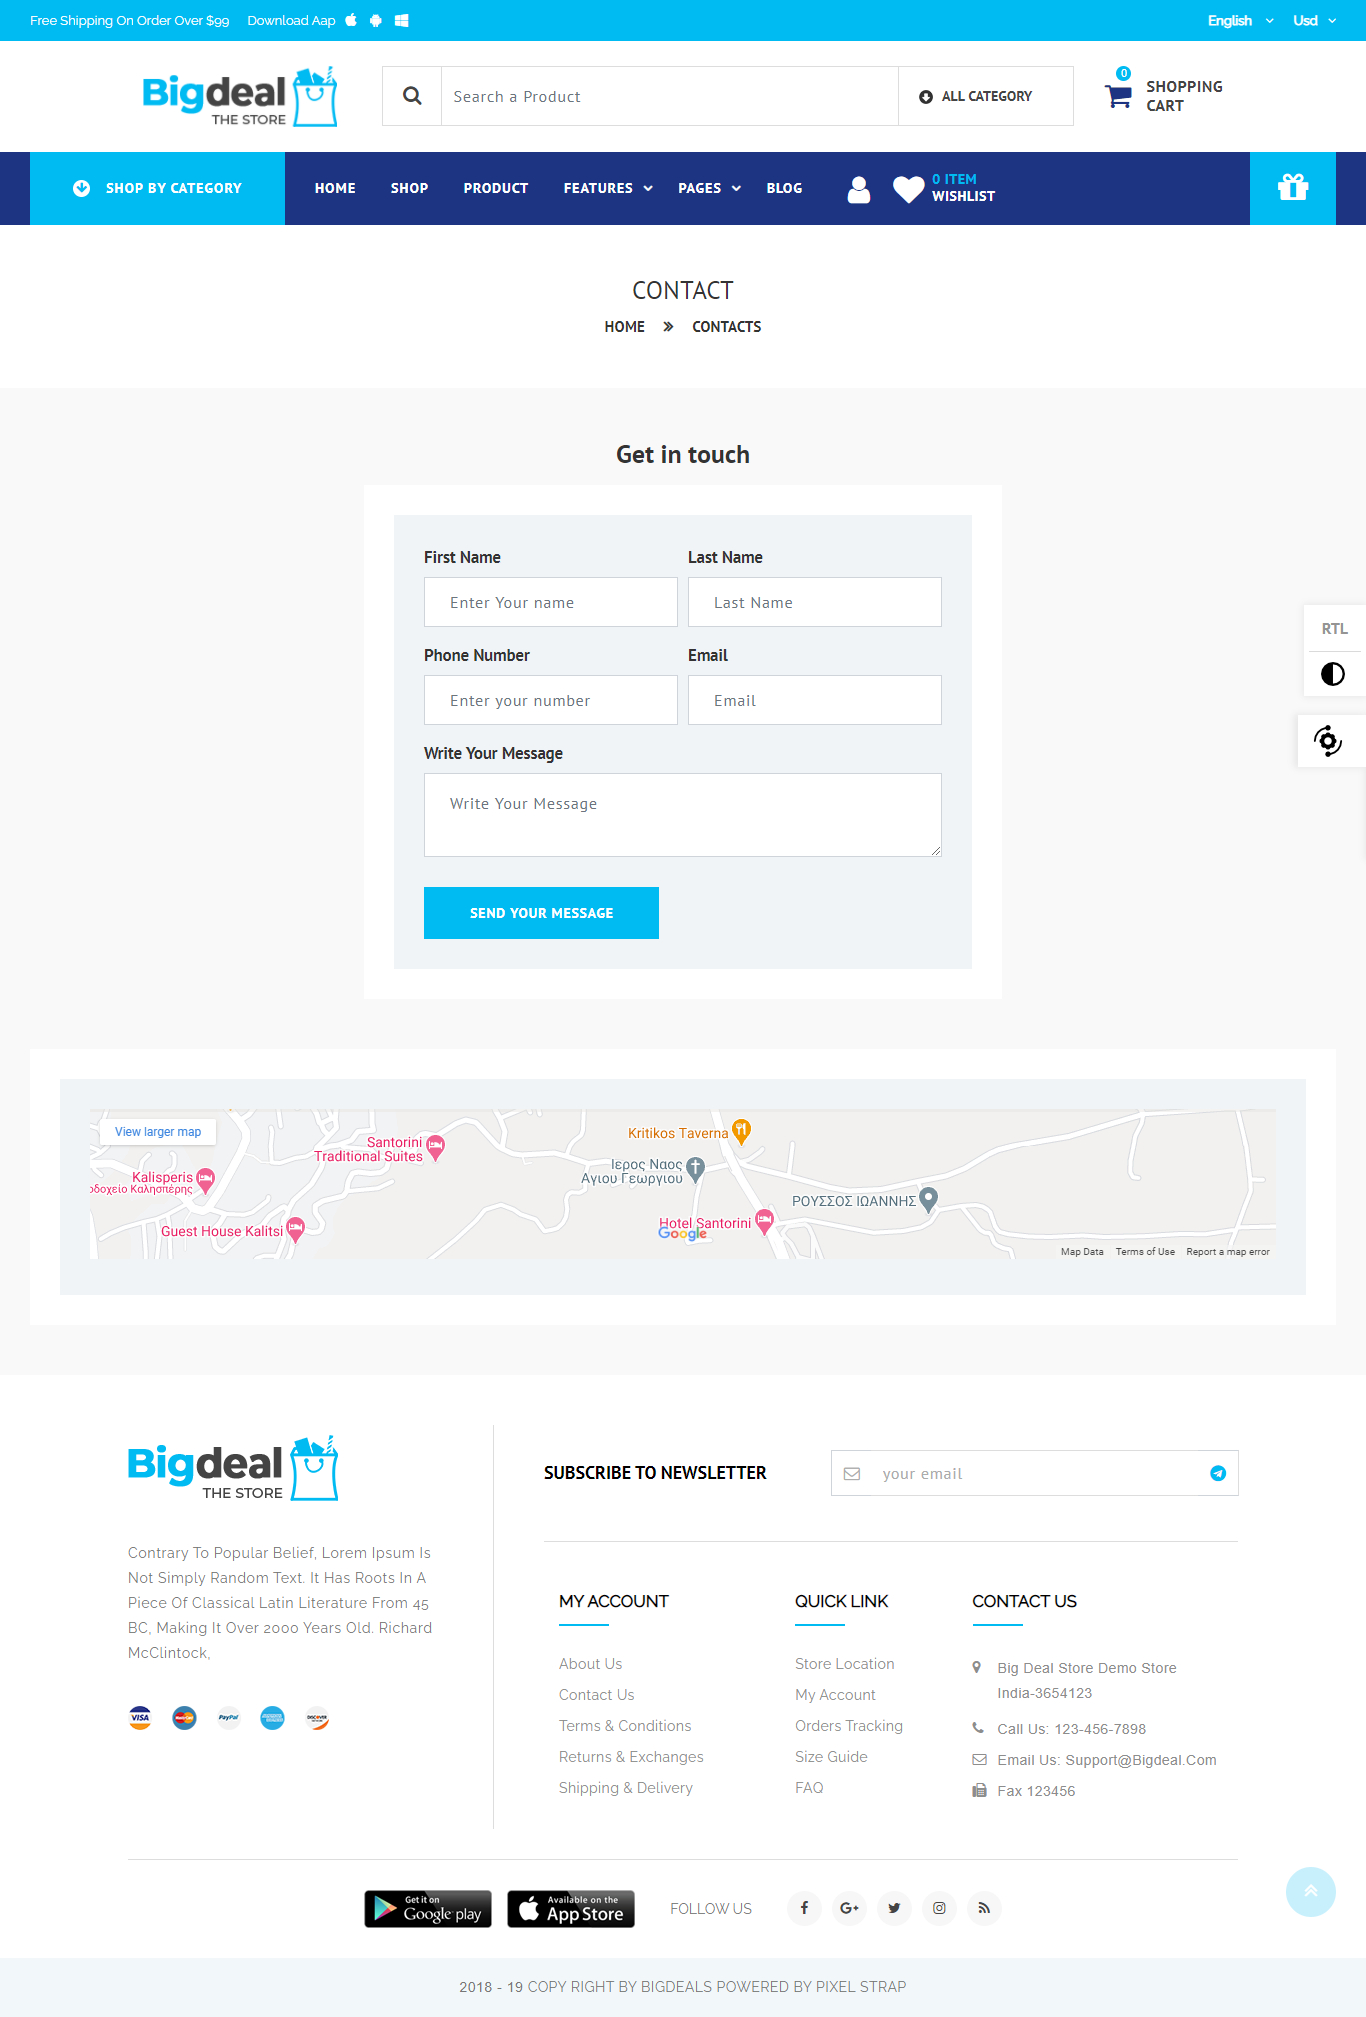 Free Shipping On Order Over $99 Download Aap
English Usd
Bigdeal
THE STORE
Search a Product
ALL CATEGORY
0
SHOPPING
CART
SHOP BY CATEGORY
HOME SHOP PRODUCT FEATURES PAGES BLOG
0 ITEM
WISHLIST
CONTACT
HOME » CONTACTS
Get in touch
First Name
Last Name
Enter Your name
Last Name
Phone Number
Email
Enter your number
Email
Write Your Message
Write Your Message
SEND YOUR MESSAGE
RTL
View larger map
Santorini
Traditional Suites
Kritikos Taverna
Ιερος Ναος
Αγιου Γεωργιου
Kalisperis
οδοχείο Καλησπέρης
ΡΟΥΣΣΟΣ ΙΩΑΝΝΗΣ
Guest House Kalitsi
Hotel Santorini
Google
Map Data Terms of Use Report a map error
Bigdeal
THE STORE
Contrary To Popular Belief, Lorem Ipsum Is
Not Simply Random Text. It Has Roots In A
Piece Of Classical Latin Literature From 45
BC, Making It Over 2000 Years Old. Richard
McClintock,
VISA
MasterCard
PayPal
DISCOVER
SUBSCRIBE TO NEWSLETTER
your email
MY ACCOUNT
About Us
Contact Us
Terms & Conditions
Returns & Exchanges
Shipping & Delivery
QUICK LINK
Store Location
My Account
Orders Tracking
Size Guide
FAQ
CONTACT US
Big Deal Store Demo Store
India-3654123
Call Us: 123-456-7898
Email Us: Support@Bigdeal.Com
Fax 123456
Get it on
Google play
Available on the
App Store
FOLLOW US
2018 - 19 COPY RIGHT BY BIGDEALS POWERED BY PIXEL STRAP